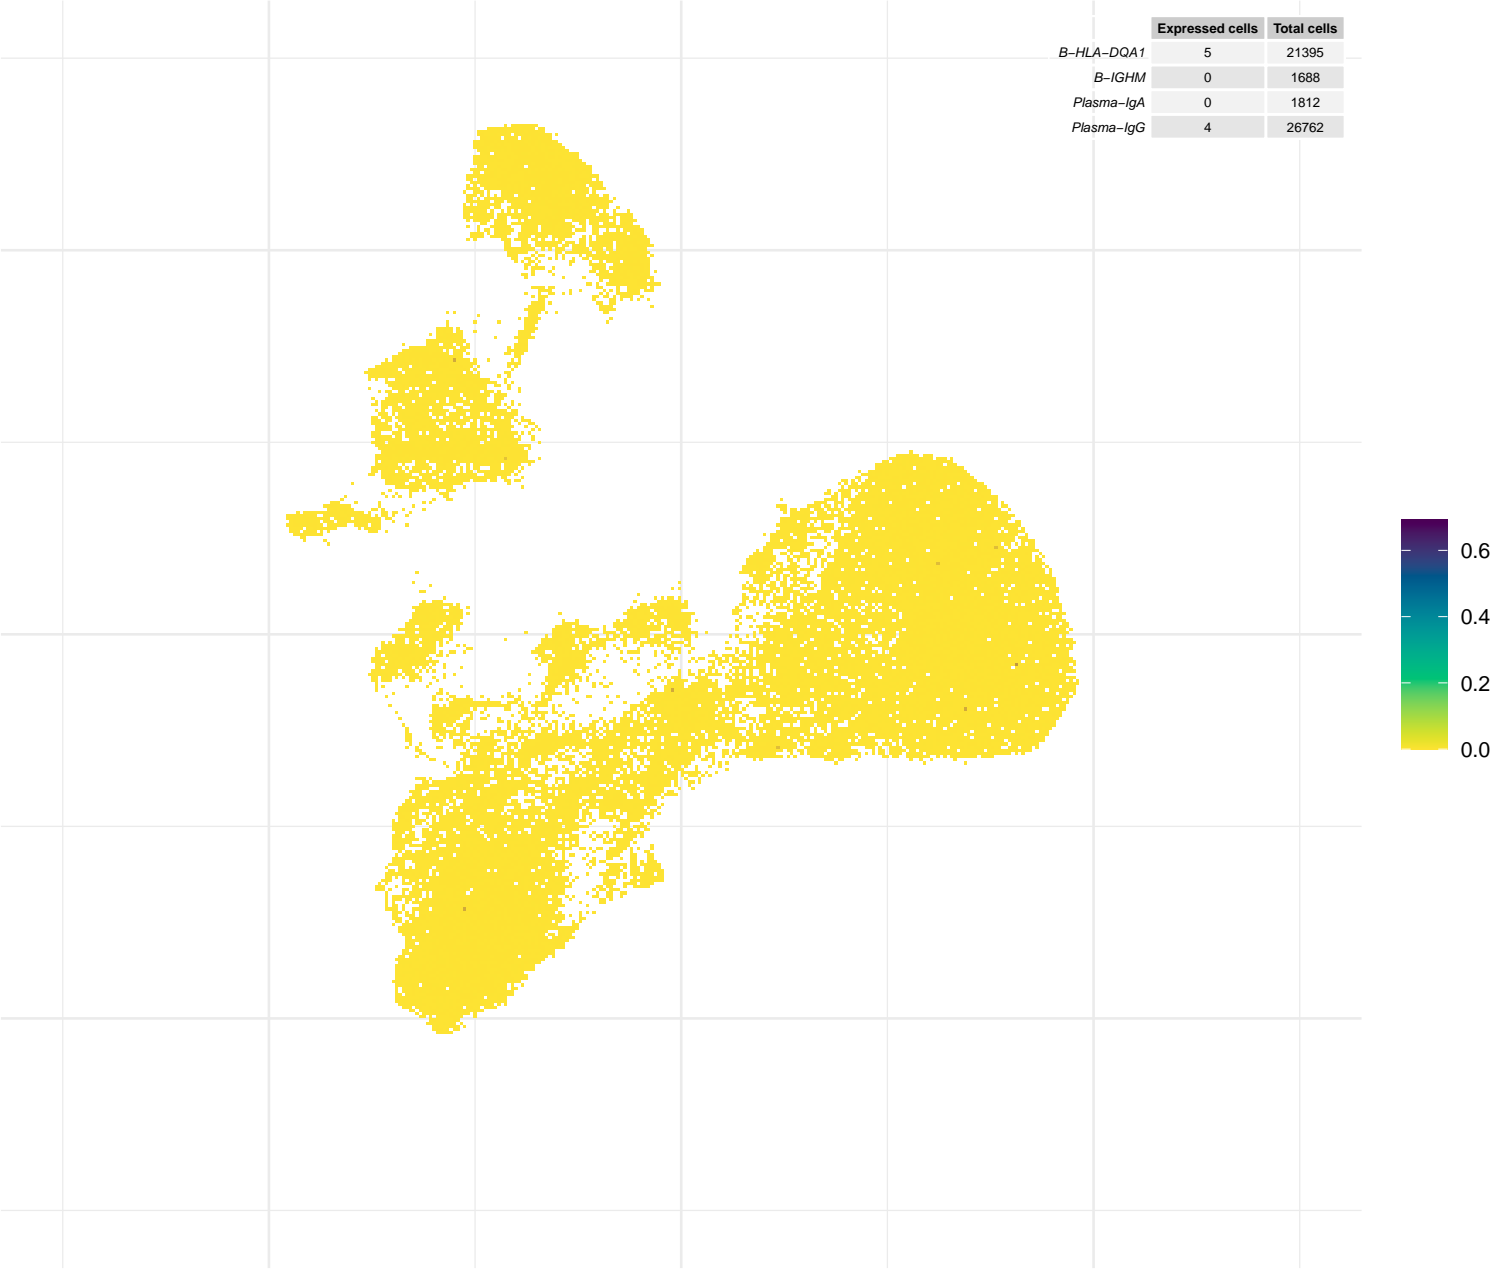 Expressed cells Total cells
B−HLA−DQA1 5 21395
B−IGHM 0 1688
Plasma−IgA 0 1812
Plasma−IgG 4 26762
0.6
0.4
0.2
0.0